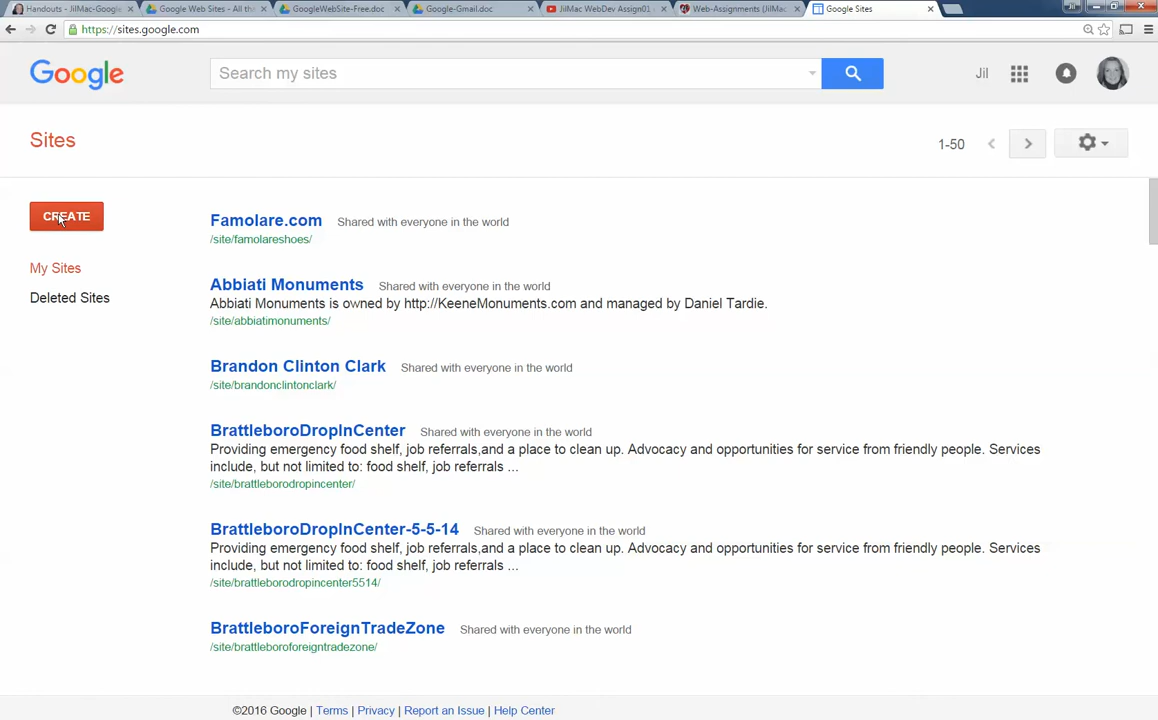 Handouts - JilMac-Google
Google Web Sites - All th
GoogleWebSite-Free.doc
Google-Gmail.doc
JilMac WebDev Assign01 -
Web-Assignments (JilMac
Google Sites
Jil
https://sites.google.com
Google
Search my sites
Jil
Sites
1-50
CREATE
My Sites
Deleted Sites
Famolare.com Shared with everyone in the world
/site/famolareshoes/
Abbiati Monuments Shared with everyone in the world
Abbiati Monuments is owned by http://KeeneMonuments.com and managed by Daniel Tardie.
/site/abbiatimonuments/
Brandon Clinton Clark Shared with everyone in the world
/site/brandonclintonclark/
BrattleboroDropInCenter Shared with everyone in the world
Providing emergency food shelf, job referrals,and a place to clean up. Advocacy and opportunities for service from friendly people. Services
include, but not limited to: food shelf, job referrals ...
/site/brattleborodropincenter/
BrattleboroDropInCenter-5-5-14 Shared with everyone in the world
Providing emergency food shelf, job referrals,and a place to clean up. Advocacy and opportunities for service from friendly people. Services
include, but not limited to: food shelf, job referrals ...
/site/brattleborodropincenter5514/
BrattleboroForeignTradeZone Shared with everyone in the world
/site/brattleboroforeigntradezone/
©2016 Google | Terms | Privacy | Report an Issue | Help Center